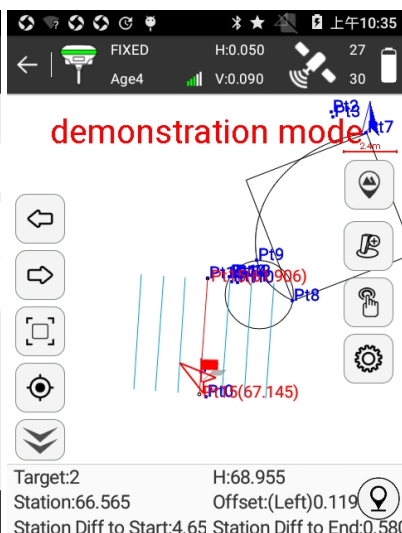 上午10:35
FIXED H:0.050 27
Age4 V:0.090 30
demonstration mode
Pt7
2.4m
Pt9
Pt8
Pt15(67.145)
Target:2 H:68.955
Station:66.565 Offset:(Left)0.119
Station Diff to Start:4.65 Station Diff to End:0.580